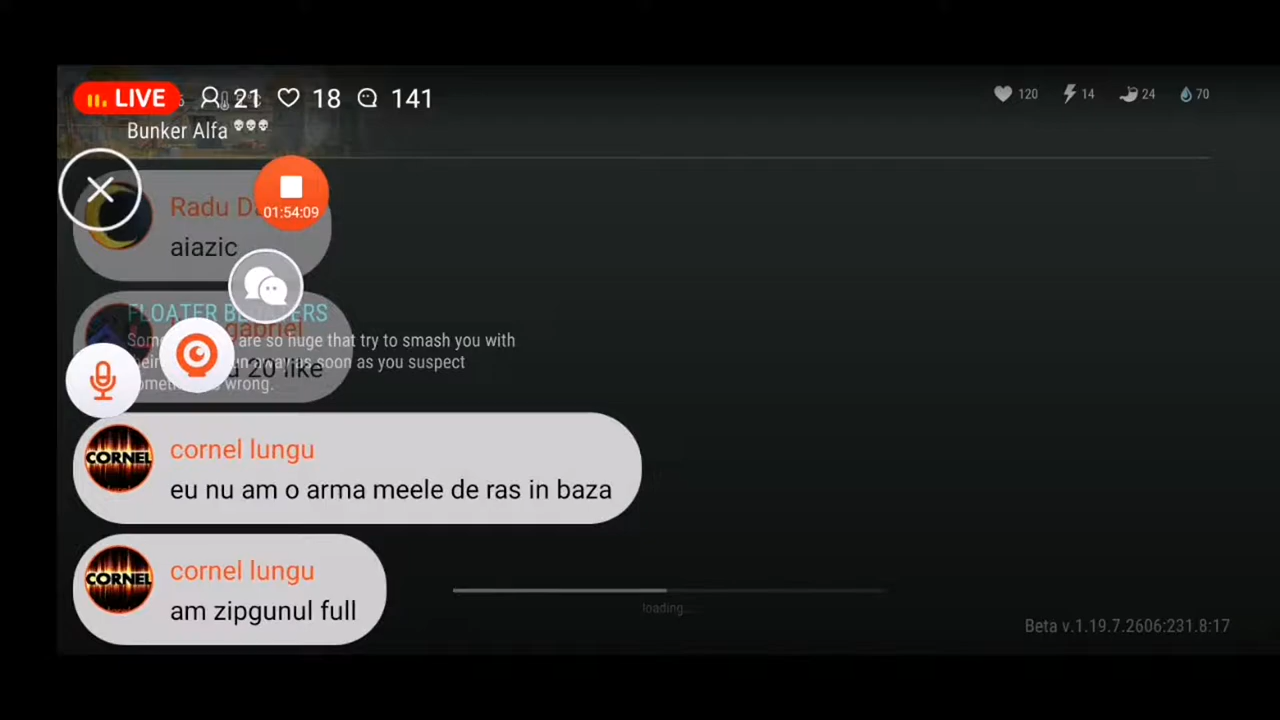 LIVE 21 18 141
120 14 24 70
Bunker Alfa
01:54:09
Radu
aiazic
FLOATER
gabriel
are so huge that try to smash you with
away as soon as you suspect
20 like
wrong.
cornel lungu
CORNEL
eu nu am o arma meele de ras in baza
cornel lungu
CORNEL
am zipgunul full
loading...
Beta v.1.19.7.2606:231.8:17